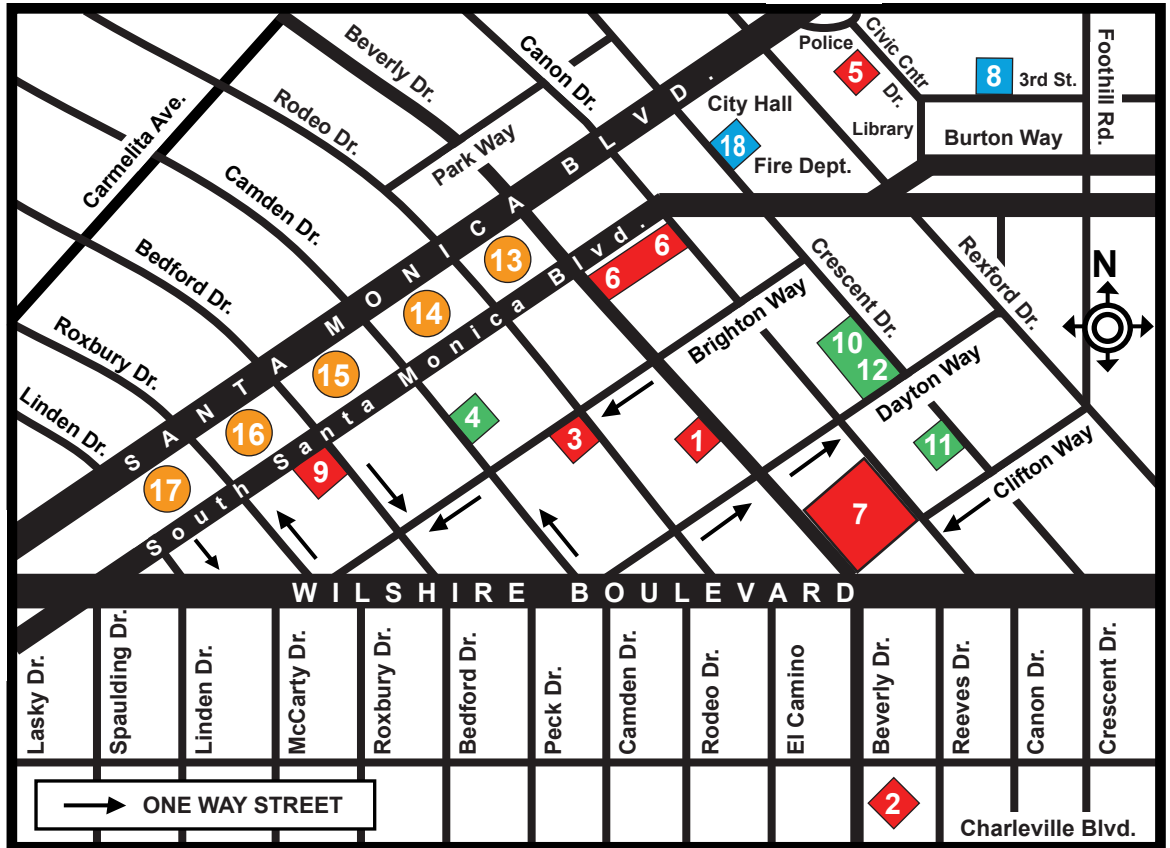 Beverly Dr.
Canon Dr.
Police
5
Civic Cntr
Dr.
8
3rd St.
Foothill Rd.
Carmelita Ave.
Rodeo Dr.
Park Way
City Hall
18
Fire Dept.
Library
Burton Way
SANTA MONICA BLVD.
Camden Dr.
Bedford Dr.
Roxbury Dr.
Linden Dr.
13
14
15
16
17
South Santa Monica Blvd.
6
6
Crescent Dr.
Rexford Dr.
N
Brighton Way
10
12
Dayton Way
4
3
1
9
11
Clifton Way
7
WILSHIRE BOULEVARD
Lasky Dr.
Spaulding Dr.
Linden Dr.
McCarty Dr.
Roxbury Dr.
Bedford Dr.
Peck Dr.
Camden Dr.
Rodeo Dr.
El Camino
Beverly Dr.
Reeves Dr.
Canon Dr.
Crescent Dr.
ONE WAY STREET
2
Charleville Blvd.